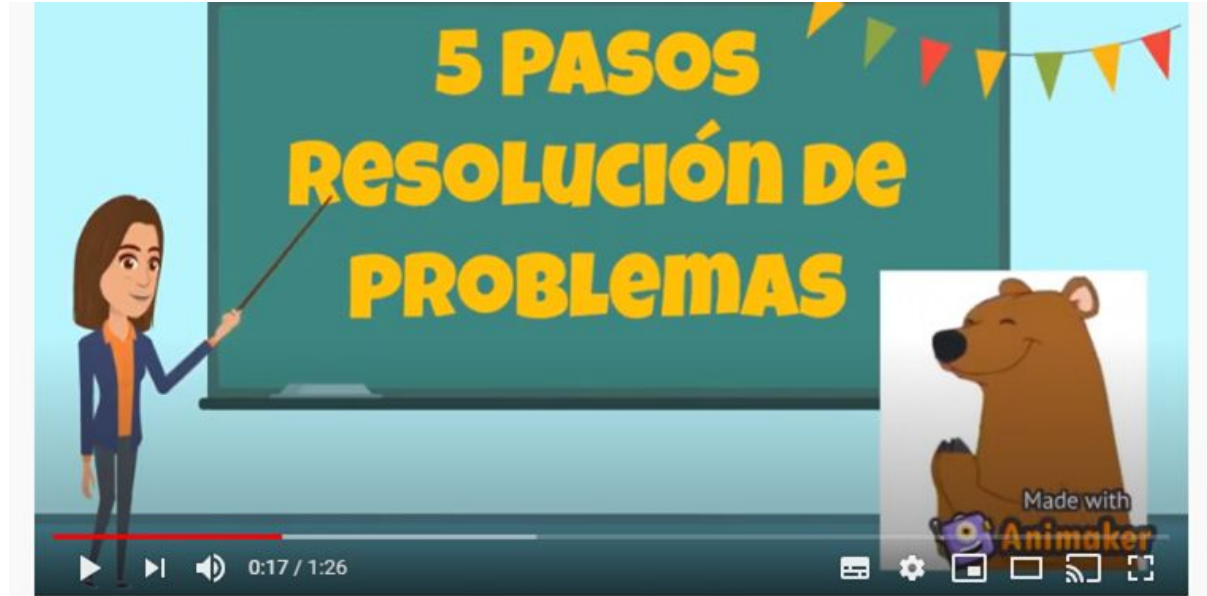 5 PASOS
RESOLUCIÓN DE
PROBLEMAS
Made with
Animaker
0:17 / 1:26